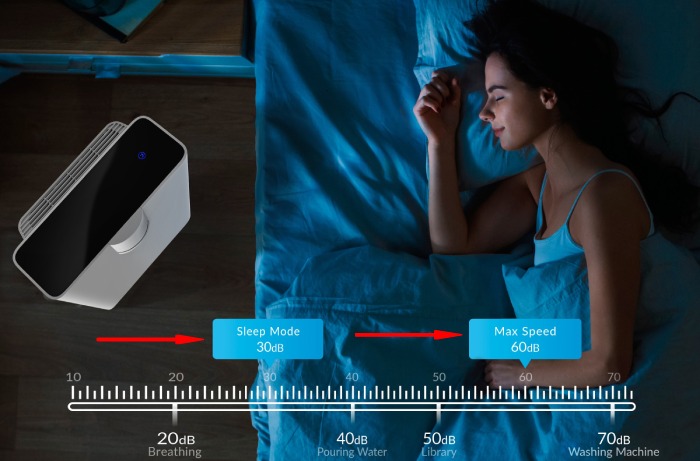 Sleep Mode
30dB
Max Speed
60dB
10 20 30 40 50 60 70
20dB
Breathing
40dB
Pouring Water
50dB
Library
70dB
Washing Machine